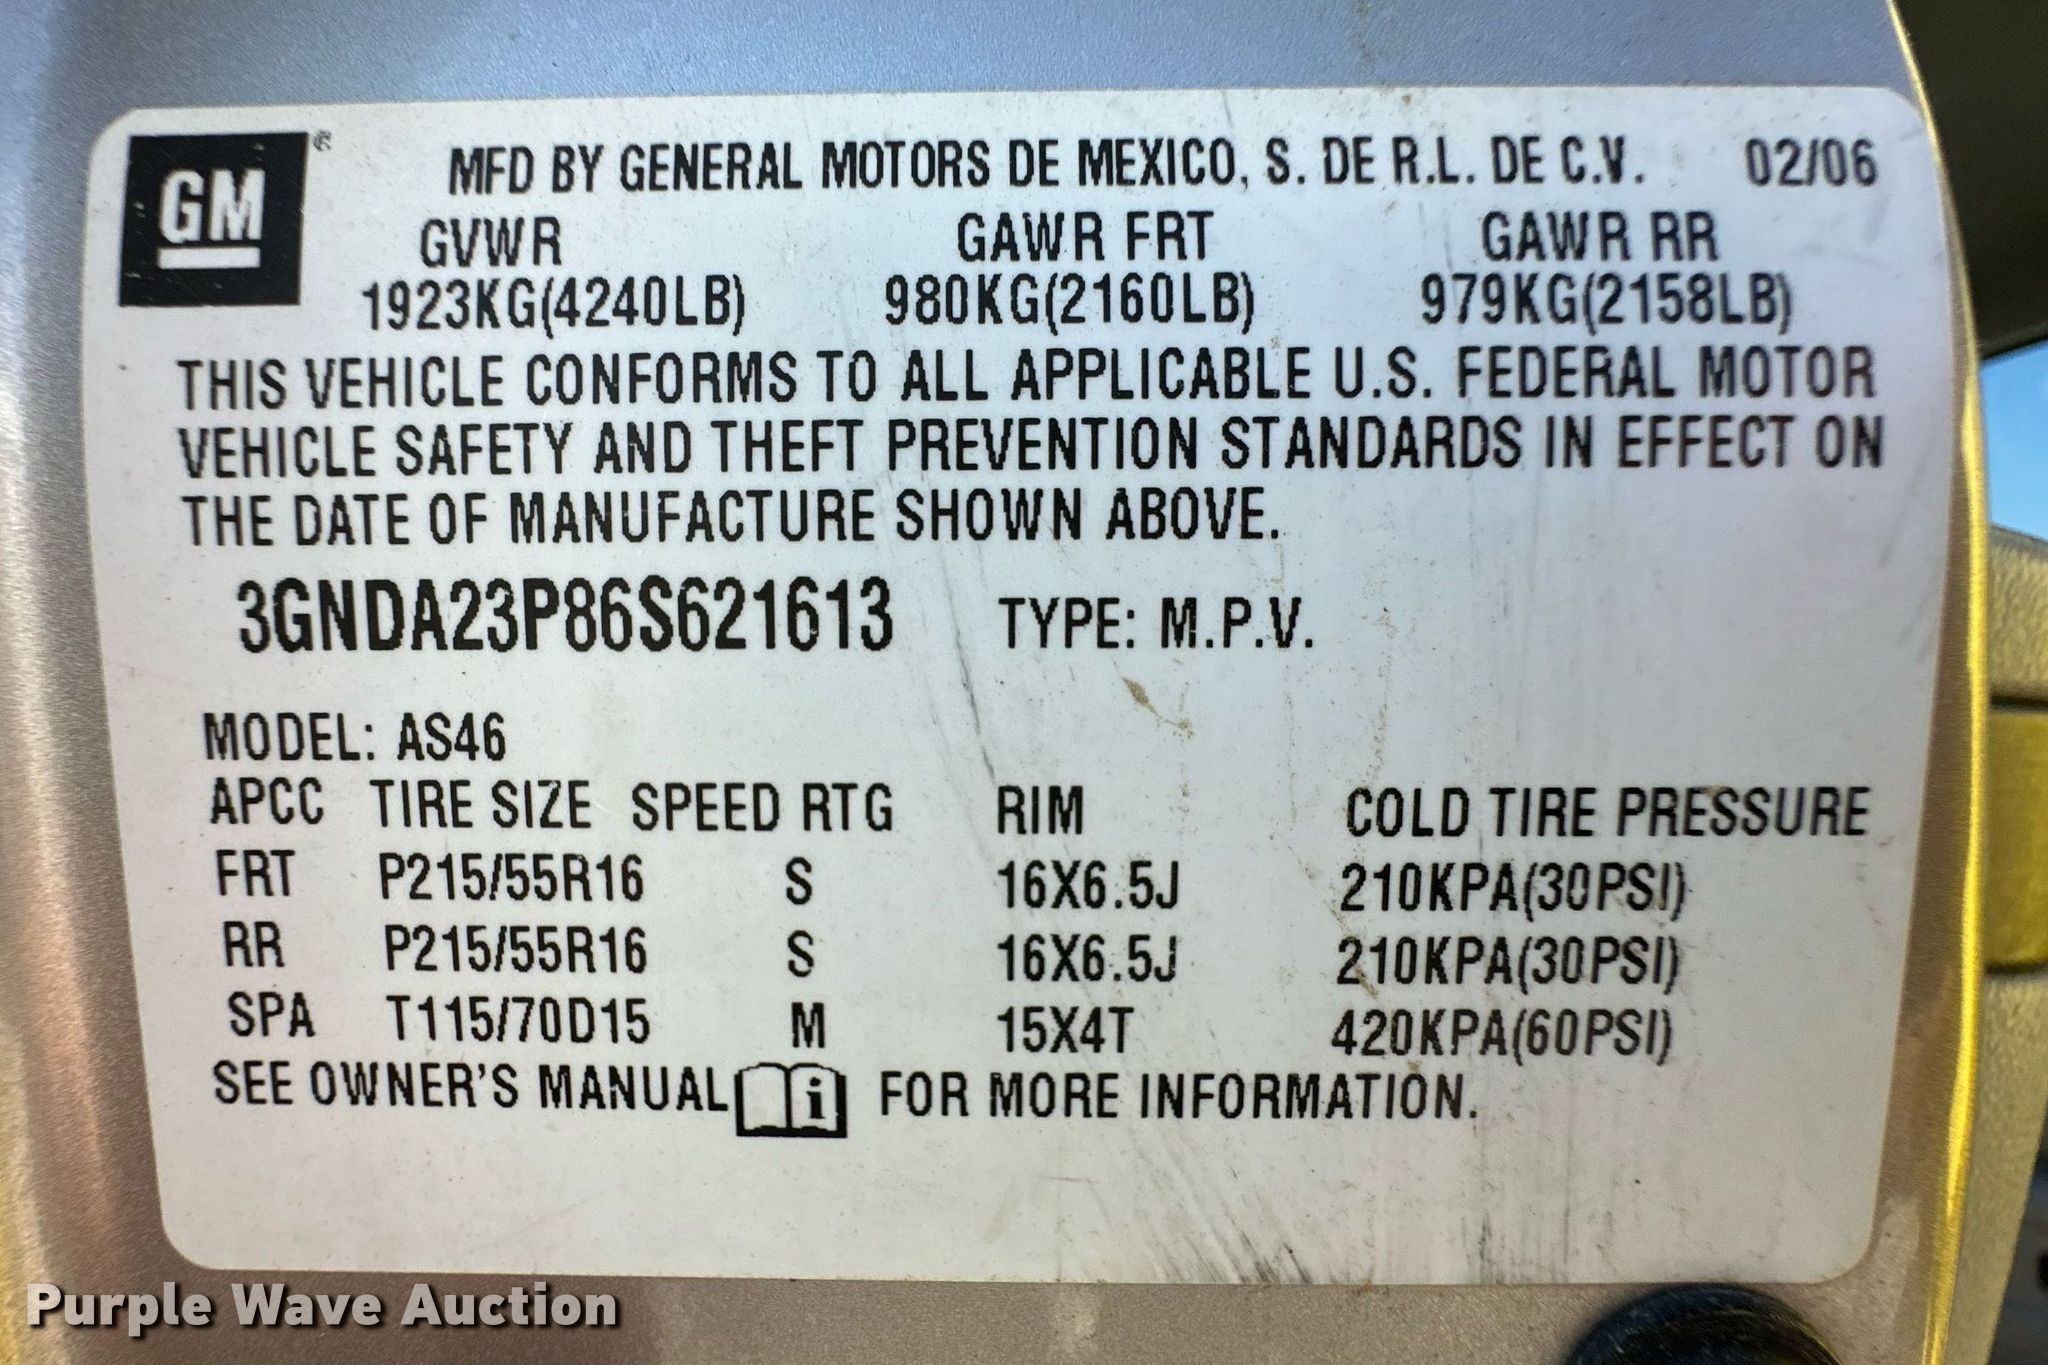 GM ®
MFD BY GENERAL MOTORS DE MEXICO, S. DE R.L. DE C.V. 02/06
GVWR GAWR FRT GAWR RR
1923KG(4240LB) 980KG(2160LB) 979KG(2158LB)
THIS VEHICLE CONFORMS TO ALL APPLICABLE U.S. FEDERAL MOTOR
VEHICLE SAFETY AND THEFT PREVENTION STANDARDS IN EFFECT ON
THE DATE OF MANUFACTURE SHOWN ABOVE.
3GNDA23P86S621613 TYPE: M.P.V.
MODEL: AS46
APCC TIRE SIZE SPEED RTG RIM COLD TIRE PRESSURE
FRT P215/55R16 S 16X6.5J 210KPA(30PSI)
RR P215/55R16 S 16X6.5J 210KPA(30PSI)
SPA T115/70D15 M 15X4T 420KPA(60PSI)
SEE OWNER'S MANUAL i FOR MORE INFORMATION.
Purple Wave Auction